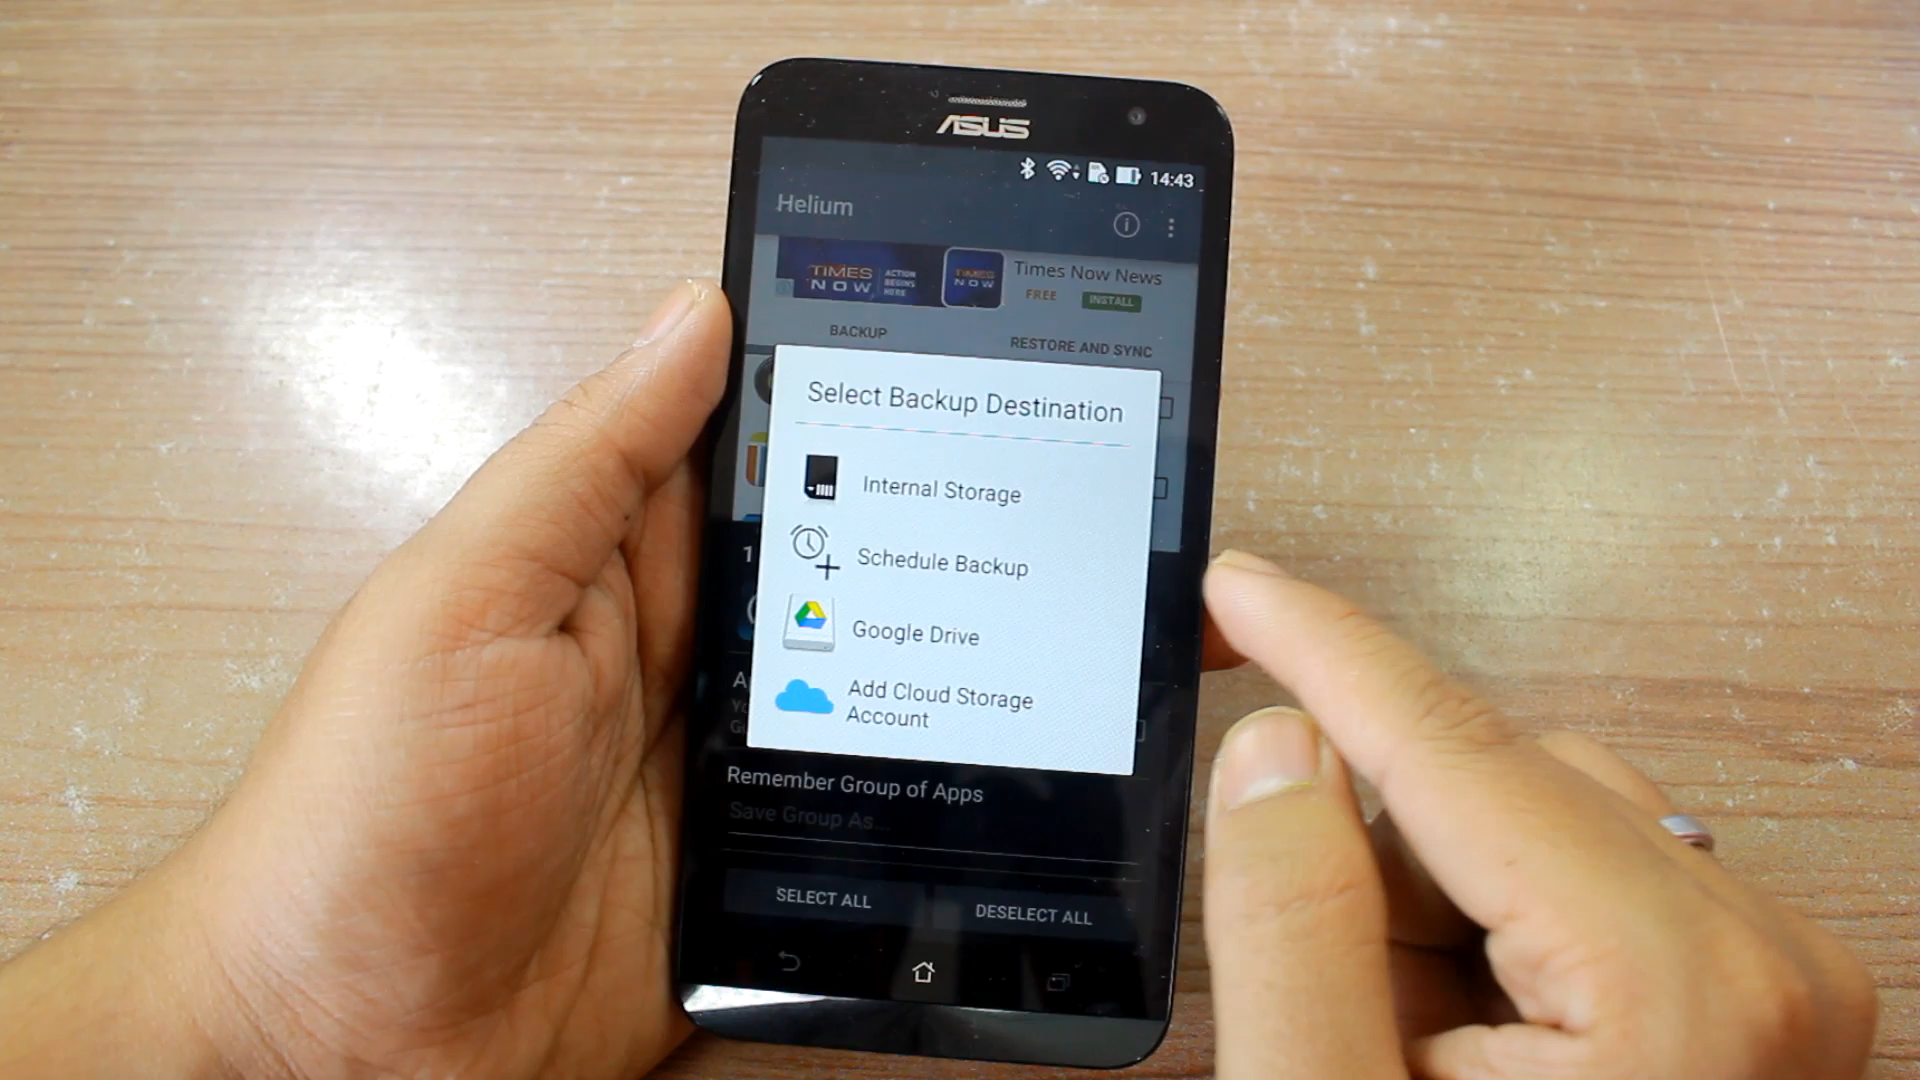 ASUS
14:43
Helium
TIMES NOW
ACTION BEGINS HERE
TIMES NOW
Times Now News
FREE
INSTALL
BACKUP
RESTORE AND SYNC
Select Backup Destination
Internal Storage
Schedule Backup
Google Drive
Add Cloud Storage
Account
1
Remember Group of Apps
Save Group As...
SELECT ALL
DESELECT ALL